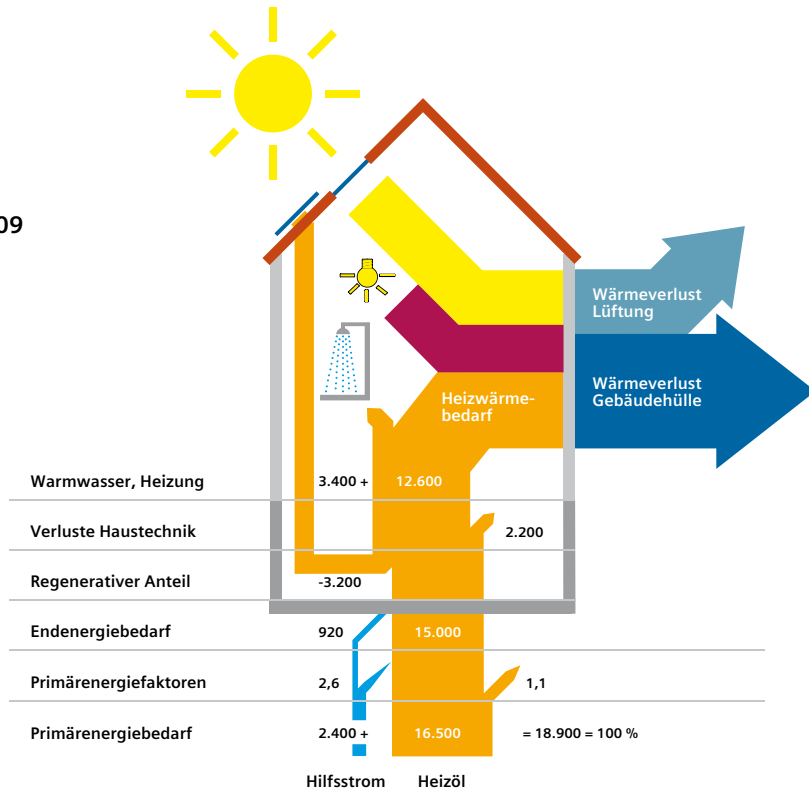 09
Wärmeverlust
Lüftung
Wärmeverlust
Gebäudehülle
Heizwärme-
bedarf
Warmwasser, Heizung 3.400 + 12.600
Verluste Haustechnik 2.200
Regenerativer Anteil -3.200
Endenergiebedarf 920 15.000
Primärenergiefaktoren 2,6 1,1
Primärenergiebedarf 2.400 + 16.500 = 18.900 = 100 %
Hilfsstrom Heizöl